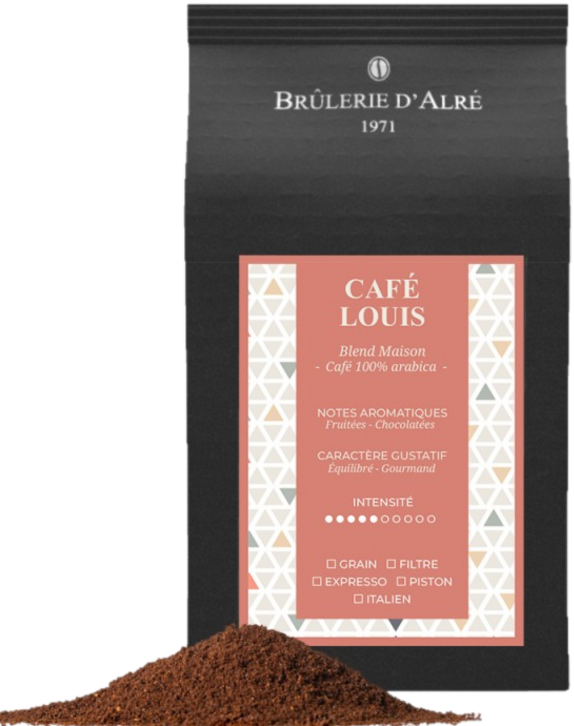 BRÛLERIE D'ALRÉ
1971
CAFÉ
LOUIS
Blend Maison
- Café 100% arabica -
NOTES AROMATIQUES
Fruitées - Chocolatées
CARACTÈRE GUSTATIF
Équilibré - Gourmand
INTENSITÉ
●●●●●○○○○○
☐ GRAIN ☐ FILTRE
☐ EXPRESSO ☐ PISTON
☐ ITALIEN